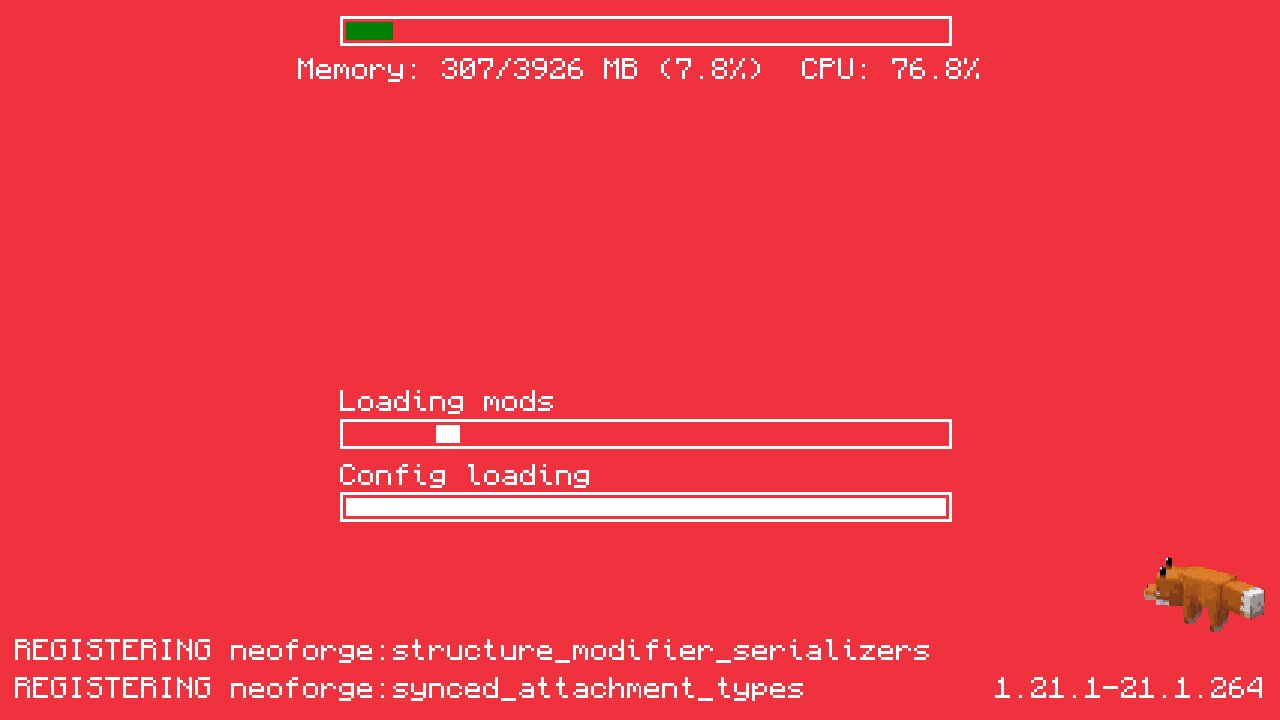 Memory: 307/3926 MB (7.8%)  CPU: 76.8%
Loading mods
Config loading
REGISTERING neoforge:structure_modifier_serializers
REGISTERING neoforge:synced_attachment_types
1.21.1-21.1.264